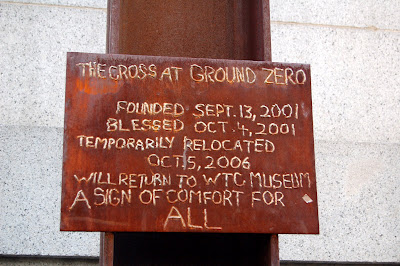 THE CROSS AT GROUND ZERO
FOUNDED SEPT. 13, 2001
BLESSED OCT. 4, 2001
TEMPORARILY RELOCATED
OCT. 5, 2006
WILL RETURN TO WTC MUSEUM
A SIGN OF COMFORT FOR
ALL